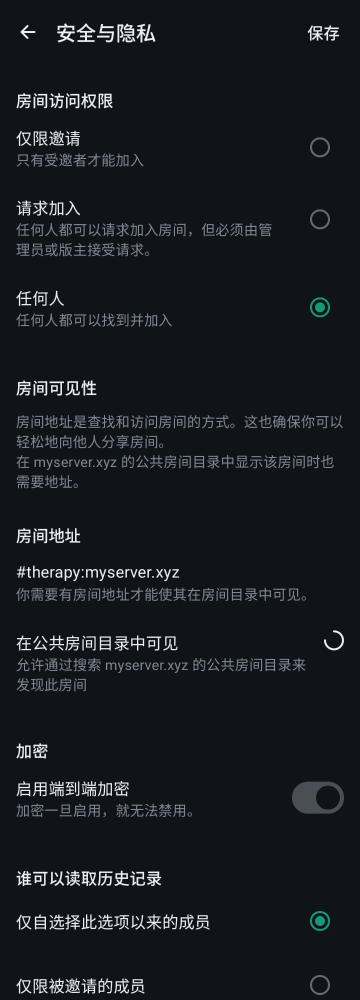 安全与隐私
保存
房间访问权限
仅限邀请
只有受邀者才能加入
请求加入
任何人都可以请求加入房间，但必须由管
理员或版主接受请求。
任何人
任何人都可以找到并加入
房间可见性
房间地址是查找和访问房间的方式。这也确保你可以
轻松地向他人分享房间。
在 myserver.xyz 的公共房间目录中显示该房间时也
需要地址。
房间地址
#therapy:myserver.xyz
你需要有房间地址才能使其在房间目录中可见。
在公共房间目录中可见
允许通过搜索 myserver.xyz 的公共房间目录来
发现此房间
加密
启用端到端加密
加密一旦启用，就无法禁用。
谁可以读取历史记录
仅自选择此选项以来的成员
仅限被邀请的成员